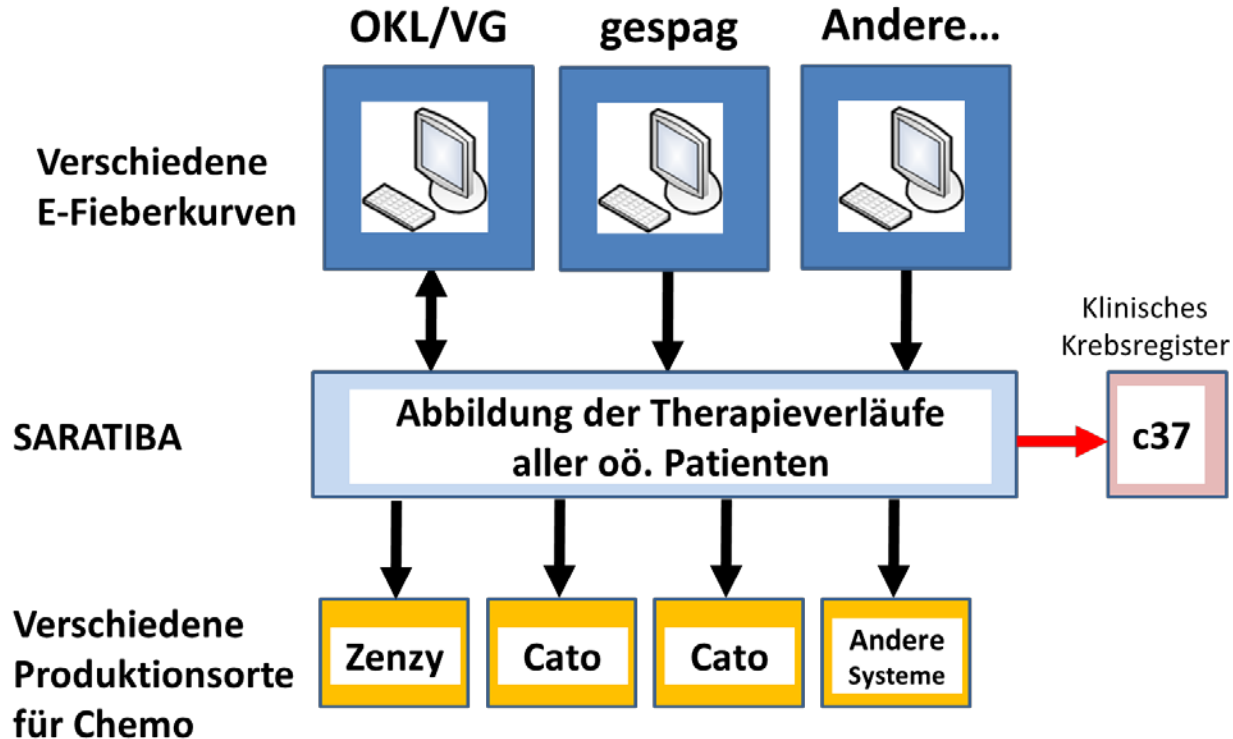 OKL/VG
gespag
Andere...
Verschiedene
E-Fieberkurven
Klinisches
Krebsregister
SARATIBA
Abbildung der Therapieverläufe
aller oö. Patienten
c37
Verschiedene
Produktionsorte
für Chemo
Zenzy
Cato
Cato
Andere
Systeme